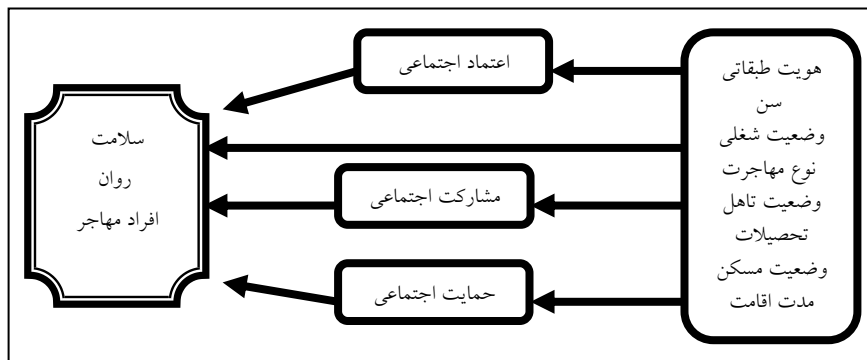 هویت طبقاتی
سن
وضعیت شغلی
نوع مهاجرت
وضعیت تاهل
تحصیلات
وضعیت مسکن
مدت اقامت
اعتماد اجتماعی
مشارکت اجتماعی
حمایت اجتماعی
سلامت
روان
افراد مهاجر